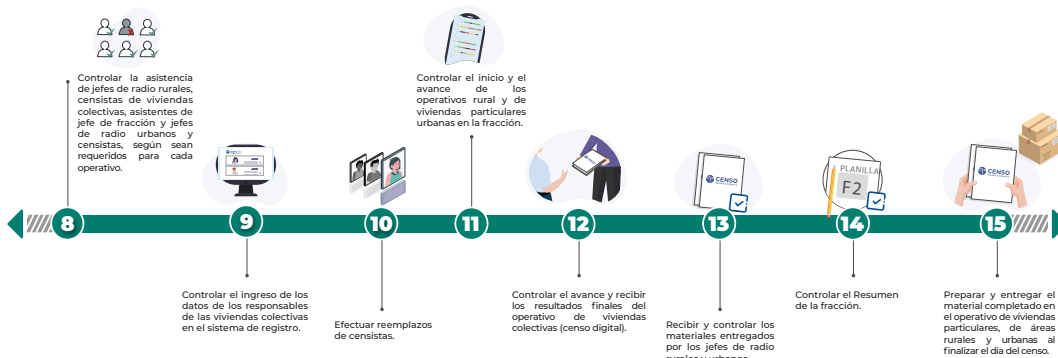 Controlar la asistencia
de jefes de radio rurales,
censistas de viviendas
colectivas, asistentes de
jefe de fracción y jefes
de radio urbanos y
censistas, según sean
requeridos para cada
operativo.
Controlar el inicio y el
avance de los
operativos rural y de
viviendas particulares
urbanas en la fracción.
CENSO
PLANILLA
F2
CENSO
8
9
10
11
12
13
14
15
Controlar el ingreso de los
datos de los responsables
de las viviendas colectivas
en el sistema de registro.
Efectuar reemplazos
de censistas.
Controlar el avance y recibir
los resultados finales del
operativo de viviendas
colectivas (censo digital).
Recibir y controlar los
materiales entregados
por los jefes de radio
Controlar el Resumen
de la fracción.
Preparar y entregar el
material completado en
el operativo de viviendas
particulares, de áreas
rurales y urbanas al
finalizar el día del censo.